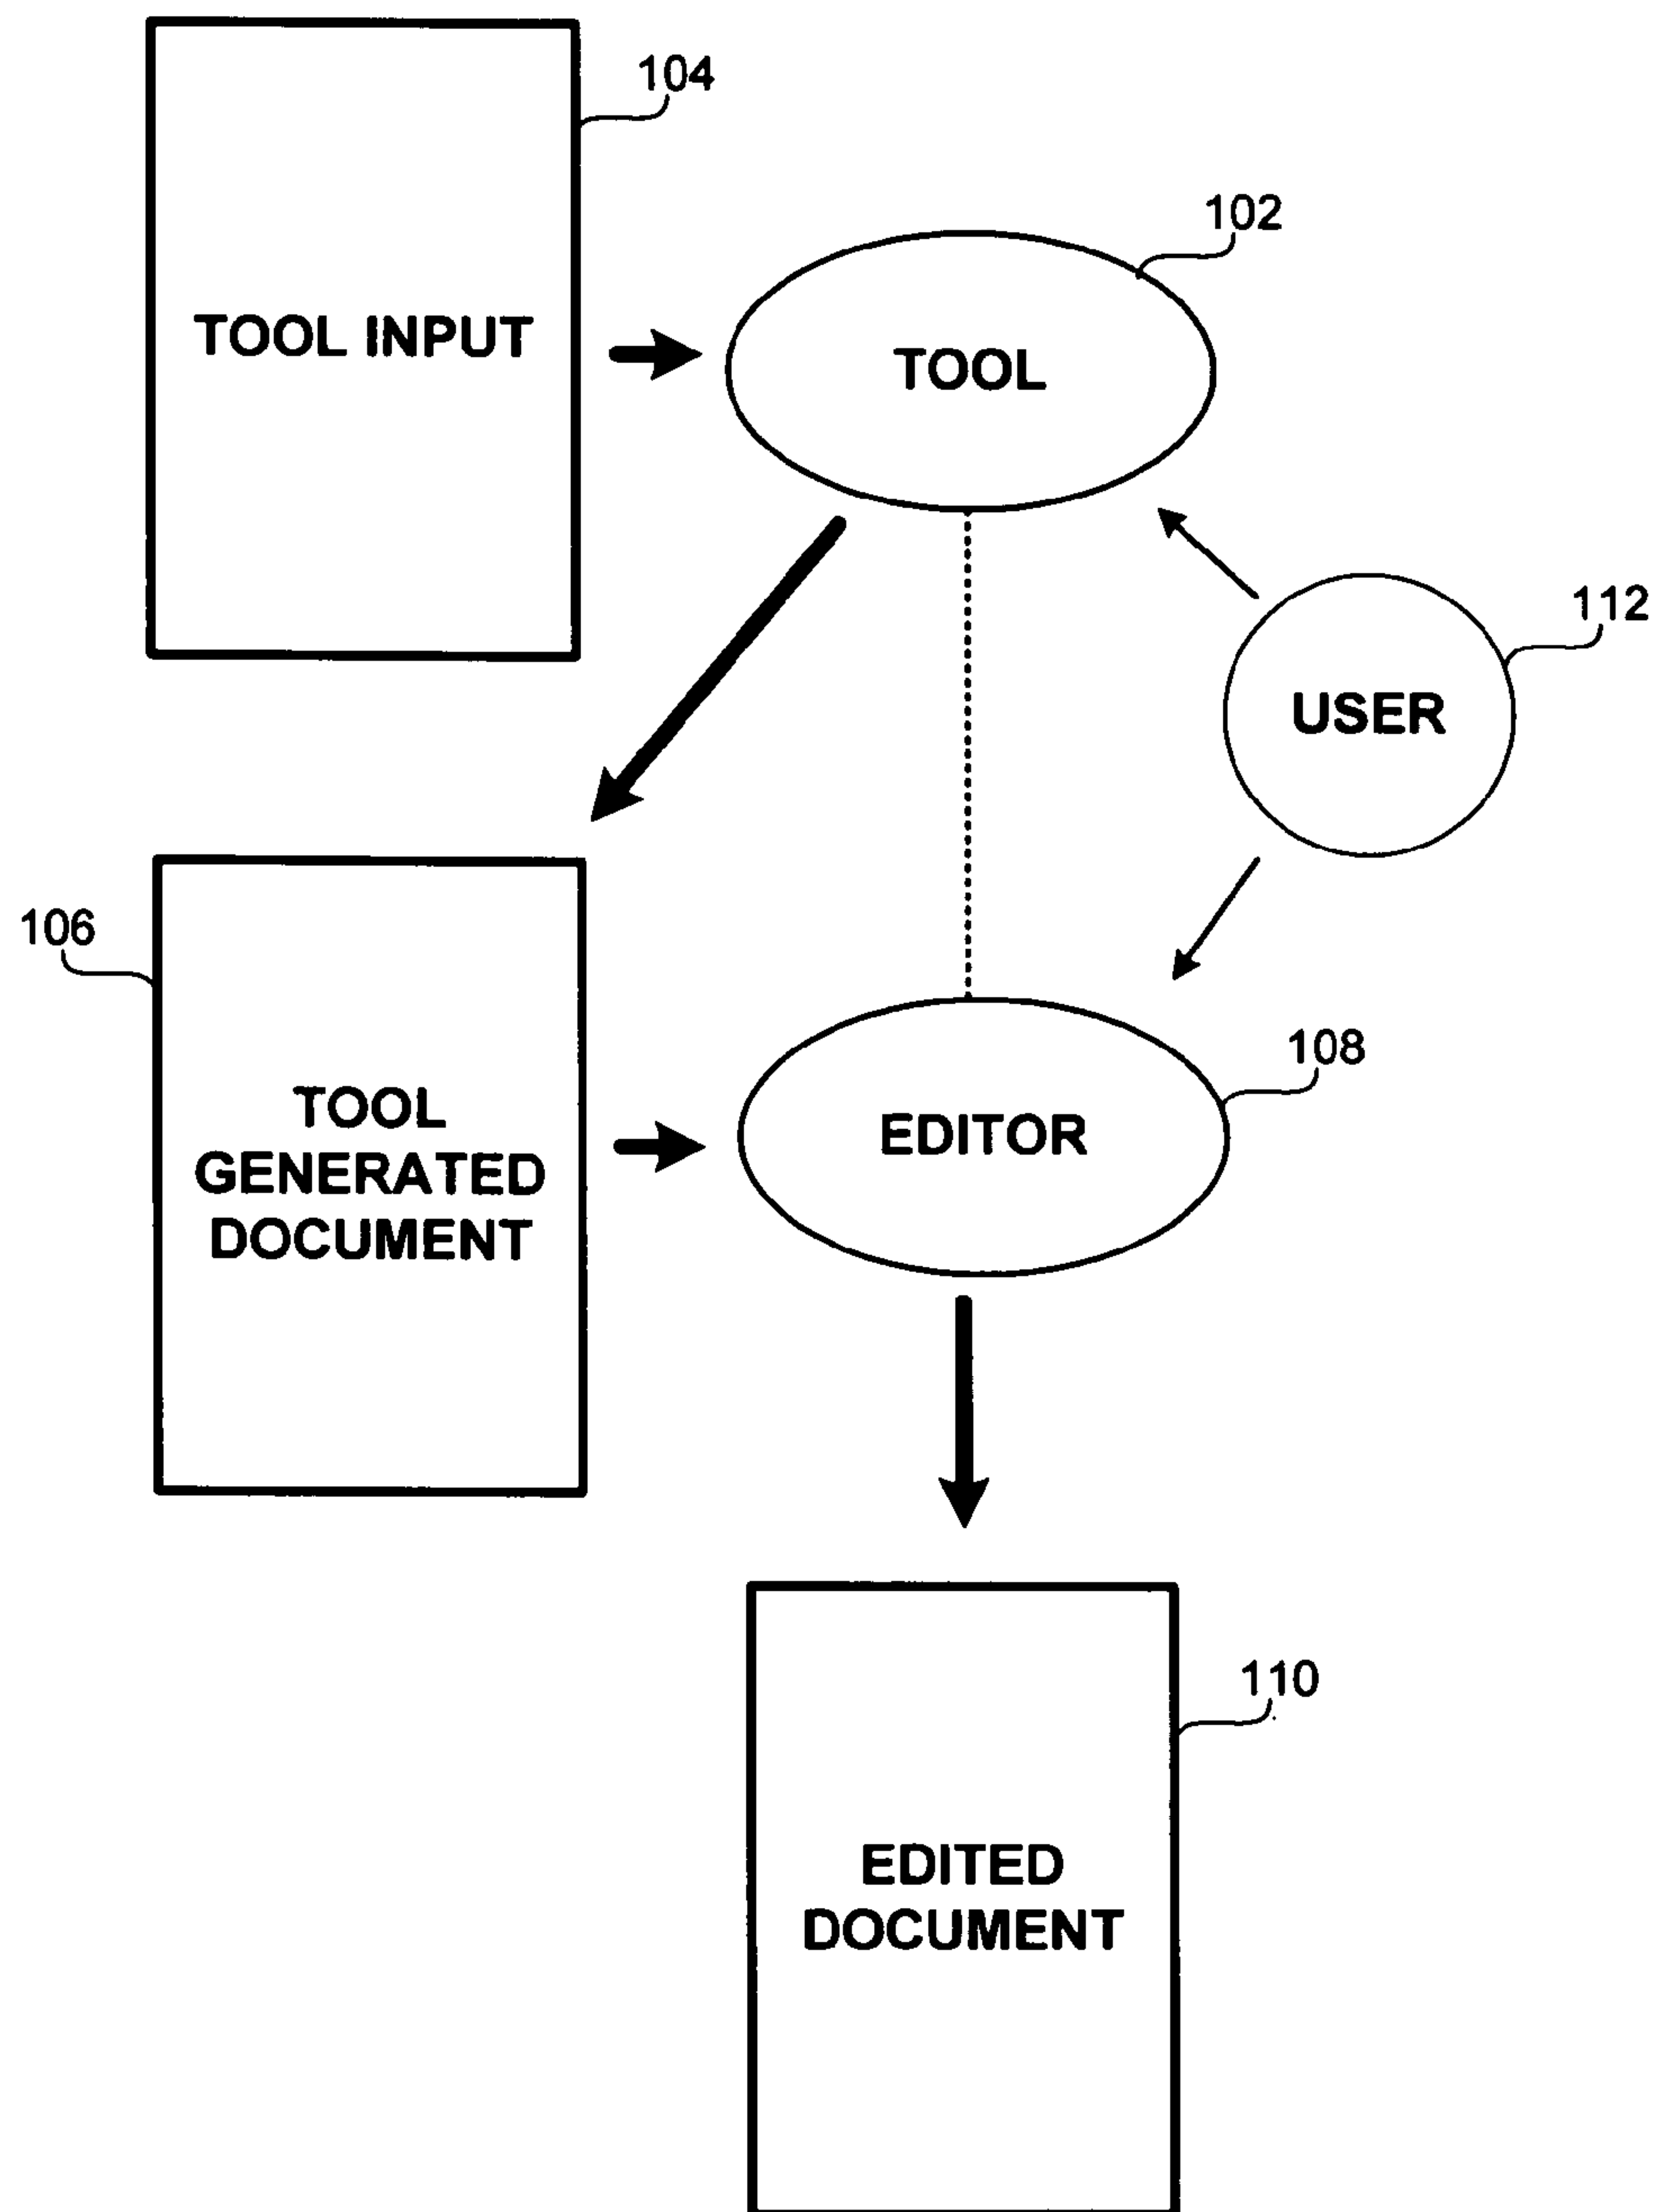 104
TOOL INPUT
102
TOOL
112
USER
106
TOOL
GENERATED
DOCUMENT
108
EDITOR
110
EDITED
DOCUMENT